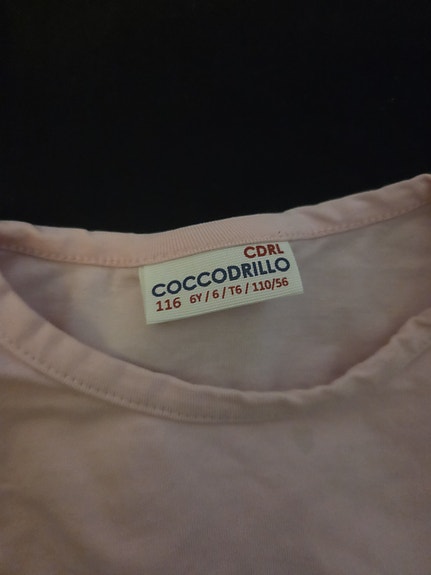 CDRL
COCCODRILLO
116 6Y / 6 / T6 / 110/56